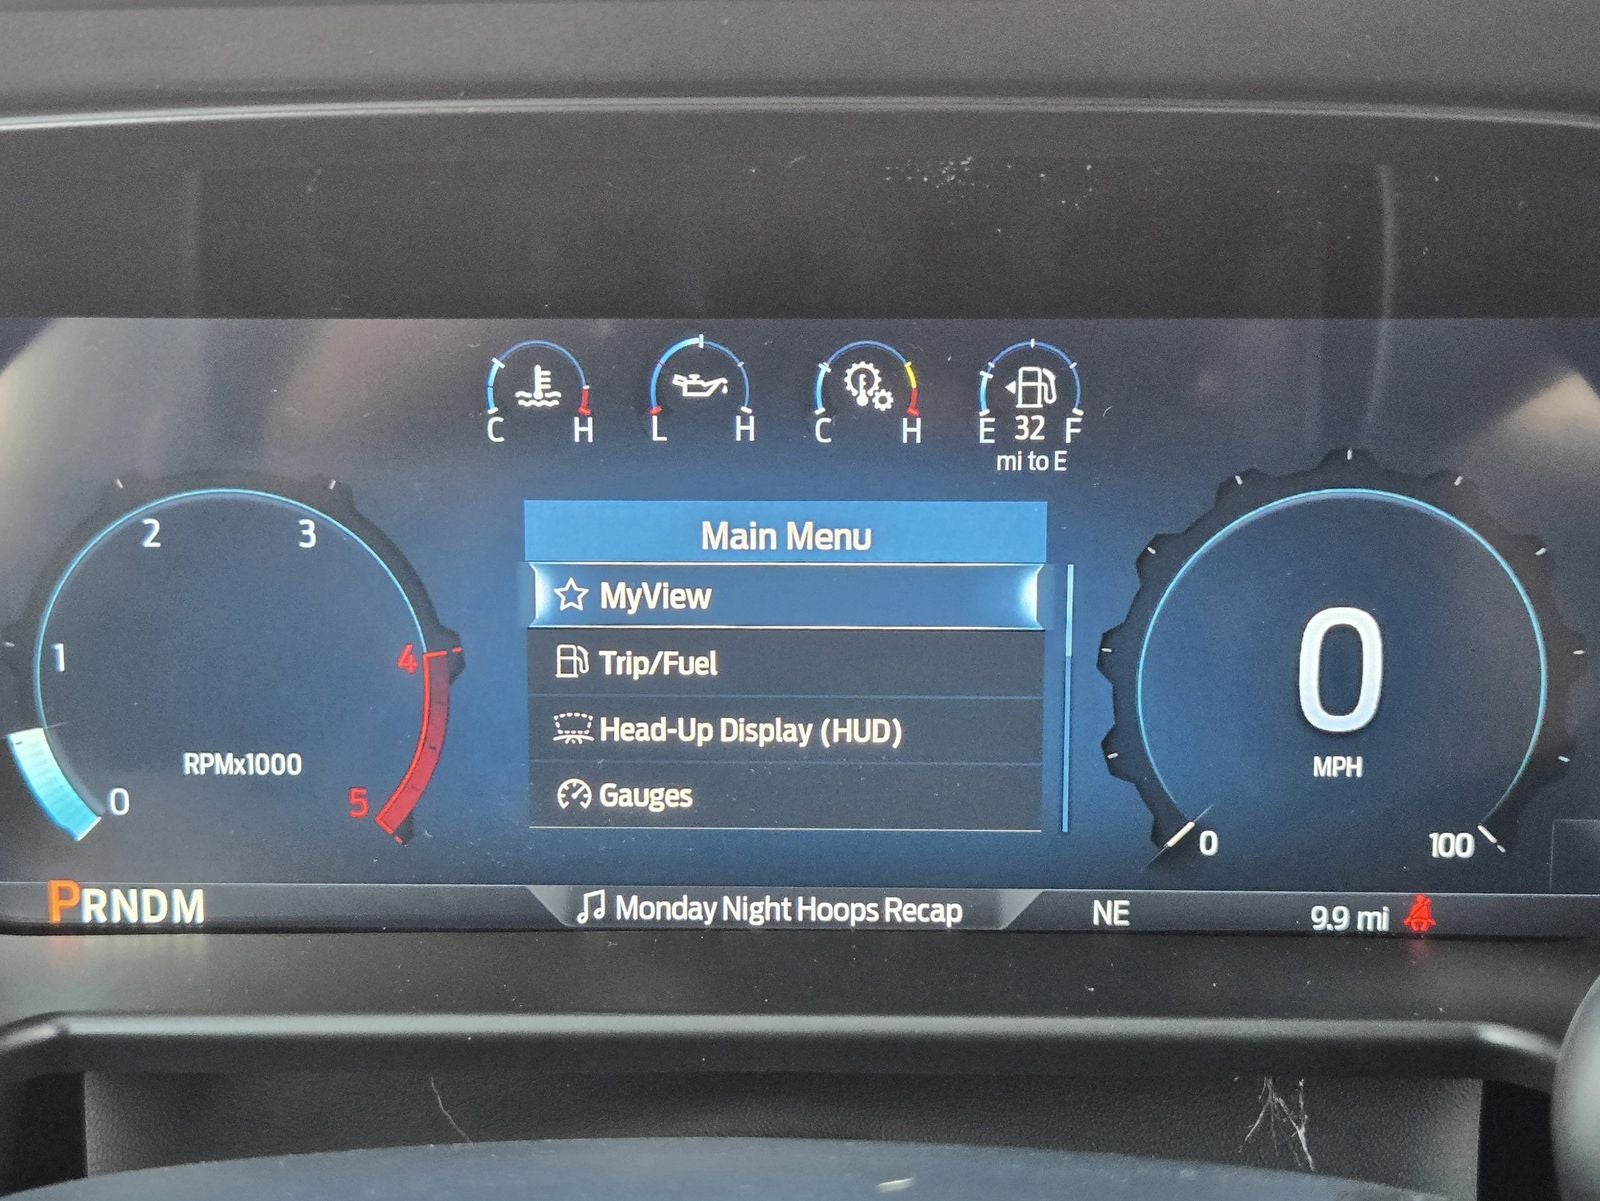 C H L H C H E 32 F
mi to E
2 3
1 4
0 5
RPMx1000
Main Menu
MyView
Trip/Fuel
Head-Up Display (HUD)
Gauges
0
MPH
0 100
PRNDM
Monday Night Hoops Recap
NE
9.9 mi